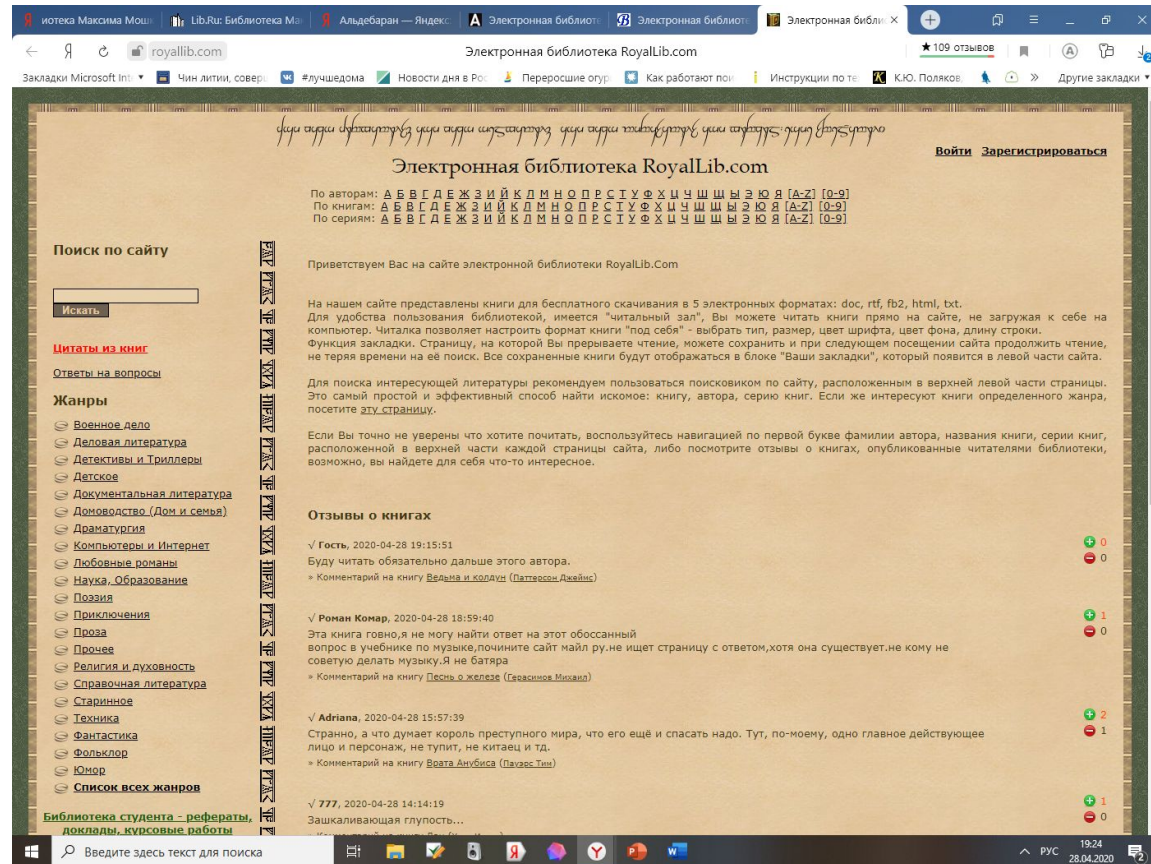 иотека Максима Мошк
Lib.Ru: Библиотека Ма
Альдебаран — Яндекс
Электронная библиоте
Электронная библиоте
Электронная библис
royallib.com
Электронная библиотека RoyalLib.com
★ 109 отзывов
Закладки Microsoft Int
Чин литии, соверш
#лучшедома
Новости дня в Рос
Переросшие огур
Как работают пои
Инструкции по те
К.Ю. Поляков,
Другие закладки
Войти Зарегистрироваться
Электронная библиотека RoyalLib.com
По авторам: А Б В Г Д Е Ж З И Й К Л М Н О П Р С Т У Ф Х Ц Ч Ш Щ Ы Э Ю Я [A-Z] [0-9]
По книгам: А Б В Г Д Е Ж З И Й К Л М Н О П Р С Т У Ф Х Ц Ч Ш Щ Ы Э Ю Я [A-Z] [0-9]
По сериям: А Б В Г Д Е Ж З И Й К Л М Н О П Р С Т У Ф Х Ц Ч Ш Щ Ы Э Ю Я [A-Z] [0-9]
Поиск по сайту
Искать
Цитаты из книг
Ответы на вопросы
Жанры
Военное дело
Деловая литература
Детективы и Триллеры
Детское
Документальная литература
Домоводство (Дом и семья)
Драматургия
Компьютеры и Интернет
Любовные романы
Наука, Образование
Поэзия
Приключения
Проза
Прочее
Религия и духовность
Справочная литература
Старинное
Техника
Фантастика
Фольклор
Юмор
Список всех жанров
Библиотека студента - рефераты,
доклады, курсовые работы
Приветствуем Вас на сайте электронной библиотеки RoyalLib.Com
На нашем сайте представлены книги для бесплатного скачивания в 5 электронных форматах: doc, rtf, fb2, html, txt.
Для удобства пользования библиотекой, имеется "читальный зал", Вы можете читать книги прямо на сайте, не загружая к себе на
компьютер. Читалка позволяет настроить формат книги "под себя" - выбрать тип, размер, цвет шрифта, цвет фона, длину строки.
Функция закладки. Страницу, на которой Вы прерываете чтение, можете сохранить и при следующем посещении сайта продолжить чтение,
не теряя времени на её поиск. Все сохраненные книги будут отображаться в блоке "Ваши закладки", который появится в левой части сайта.
Для поиска интересующей литературы рекомендуем пользоваться поисковиком по сайту, расположенным в верхней левой части страницы.
Это самый простой и эффективный способ найти искомое: книгу, автора, серию книг. Если же интересуют книги определенного жанра,
посетите эту страницу.
Если Вы точно не уверены что хотите почитать, воспользуйтесь навигацией по первой букве фамилии автора, названия книги, серии книг,
расположенной в верхней части каждой страницы сайта, либо посмотрите отзывы о книгах, опубликованные читателями библиотеки,
возможно, вы найдете для себя что-то интересное.
Отзывы о книгах
√ Гость, 2020-04-28 19:15:51
0
Буду читать обязательно дальше этого автора.
0
» Комментарий на книгу Ведьма и колдун (Паттерсон Джеймс)
√ Роман Комар, 2020-04-28 18:59:40
1
Эта книга говно,я не могу найти ответ на этот обоссанный
0
вопрос в учебнике по музыке,почините сайт майл ру.не ищет страницу с ответом,хотя она существует.не кому не
советую делать музыку.Я не батяра
» Комментарий на книгу Песнь о железе (Герасимов Михаил)
√ Adriana, 2020-04-28 15:57:39
2
Странно, а что думает король преступного мира, что его ещё и спасать надо. Тут, по-моему, одно главное действующее
1
лицо и персонаж, не тупит, не китаец и тд.
» Комментарий на книгу Врата Анубиса (Пауэрс Тим)
√ 777, 2020-04-28 14:14:19
1
Зашкаливающая глупость...
0
Введите здесь текст для поиска
РУС
19:24
28.04.2020